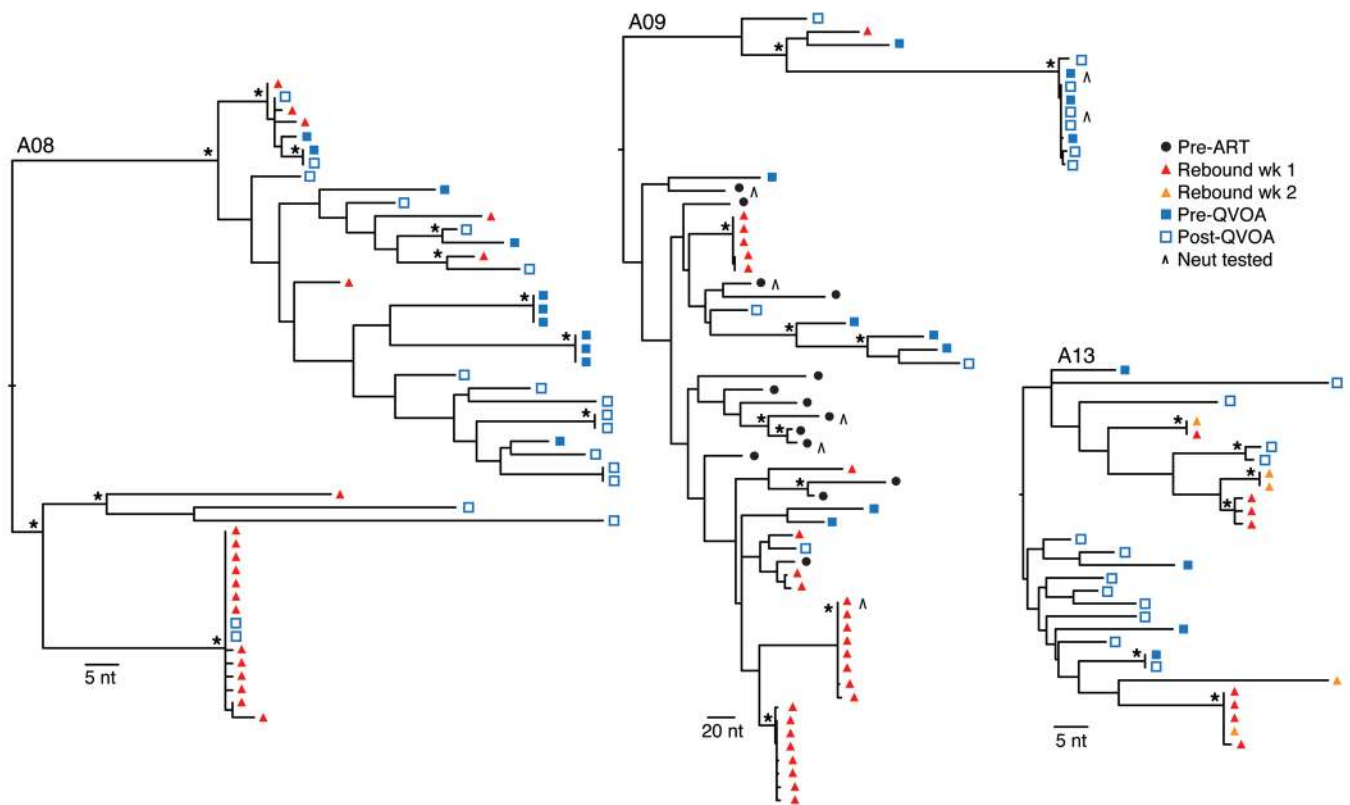 A09
A08
Pre-ART
Rebound wk 1
Rebound wk 2
Pre-QVOA
Post-QVOA
∧ Neut tested
A13
5 nt
20 nt
5 nt